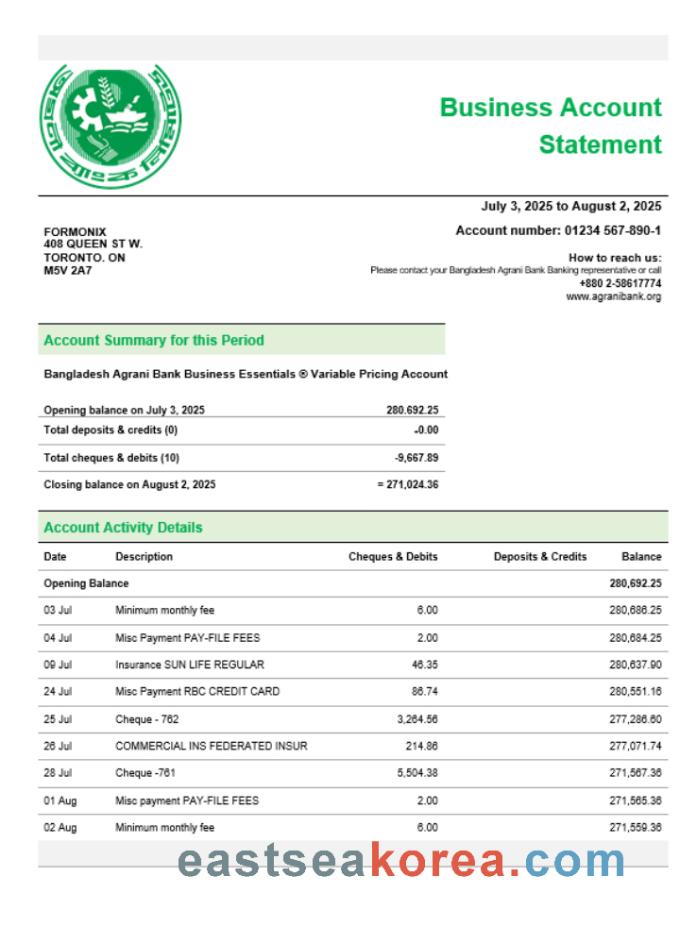 Business Account
Statement
July 3, 2025 to August 2, 2025
FORMONIX
408 QUEEN ST W.
TORONTO. ON
M5V 2A7
Account number: 01234 567-890-1
How to reach us:
Please contact your Bangladesh Agrani Bank Banking representative or call
+880 2-58617774
www.agranibank.org
Account Summary for this Period
Bangladesh Agrani Bank Business Essentials ® Variable Pricing Account
Opening balance on July 3, 2025 280.692.25
Total deposits & credits (0) -0.00
Total cheques & debits (10) -9,667.89
Closing balance on August 2, 2025 = 271,024.36
Account Activity Details
Date Description Cheques & Debits Deposits & Credits Balance
Opening Balance 280,692.25
03 Jul Minimum monthly fee 6.00 280,686.25
04 Jul Misc Payment PAY-FILE FEES 2.00 280,684.25
09 Jul Insurance SUN LIFE REGULAR 46.35 280,637.90
24 Jul Misc Payment RBC CREDIT CARD 86.74 280,551.16
25 Jul Cheque - 762 3,264.56 277,286.60
26 Jul COMMERCIAL INS FEDERATED INSUR 214.86 277,071.74
28 Jul Cheque -761 5,504.38 271,567.36
01 Aug Misc payment PAY-FILE FEES 2.00 271,565.36
02 Aug Minimum monthly fee 6.00 271,559.36
eastseakorea.com